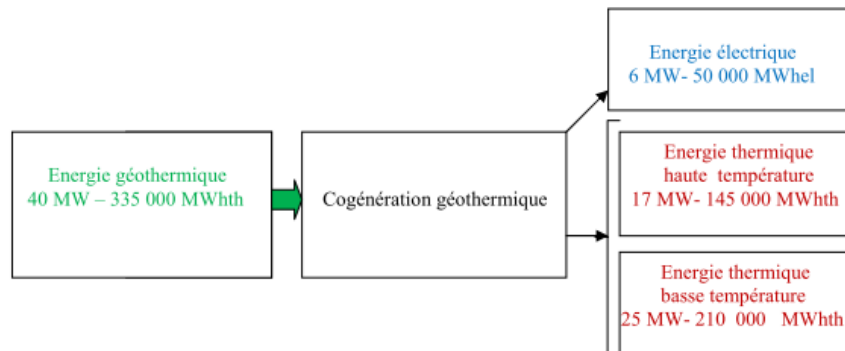 Energie électrique
6 MW- 50 000 MWhel
Energie géothermique
40 MW – 335 000 MWhth
Cogénération géothermique
Energie thermique
haute température
17 MW- 145 000 MWhth
Energie thermique
basse température
25 MW- 210 000 MWhth